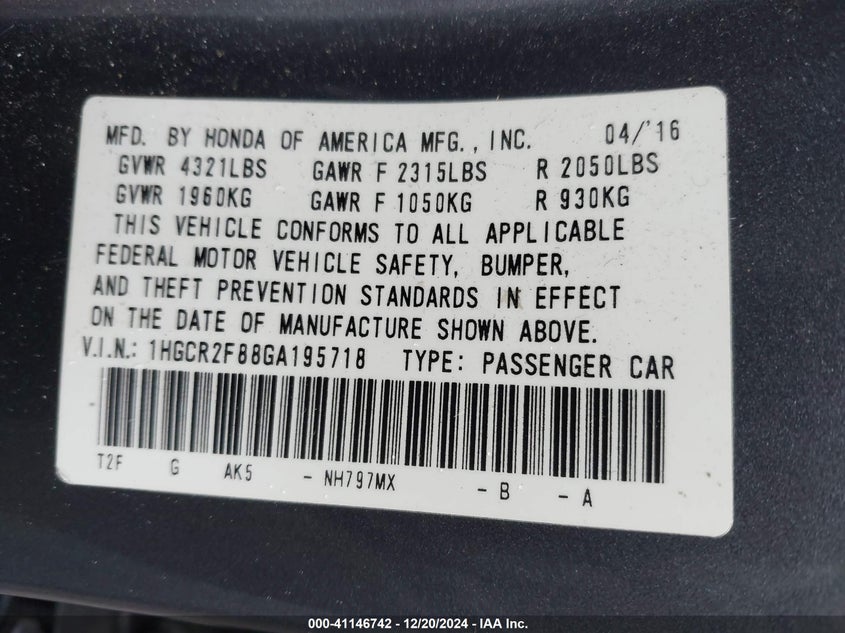 MFD. BY HONDA OF AMERICA MFG., INC. 04/'16
GVWR 4321LBS GAWR F 2315LBS R 2050LBS
GVWR 1960KG GAWR F 1050KG R 930KG
THIS VEHICLE CONFORMS TO ALL APPLICABLE
FEDERAL MOTOR VEHICLE SAFETY, BUMPER,
AND THEFT PREVENTION STANDARDS IN EFFECT
ON THE DATE OF MANUFACTURE SHOWN ABOVE.
V.I.N.: 1HGCR2F88GA195718 TYPE: PASSENGER CAR
T2F G AK5 - NH797MX - B - A
000-41146742 - 12/20/2024 - IAA Inc.